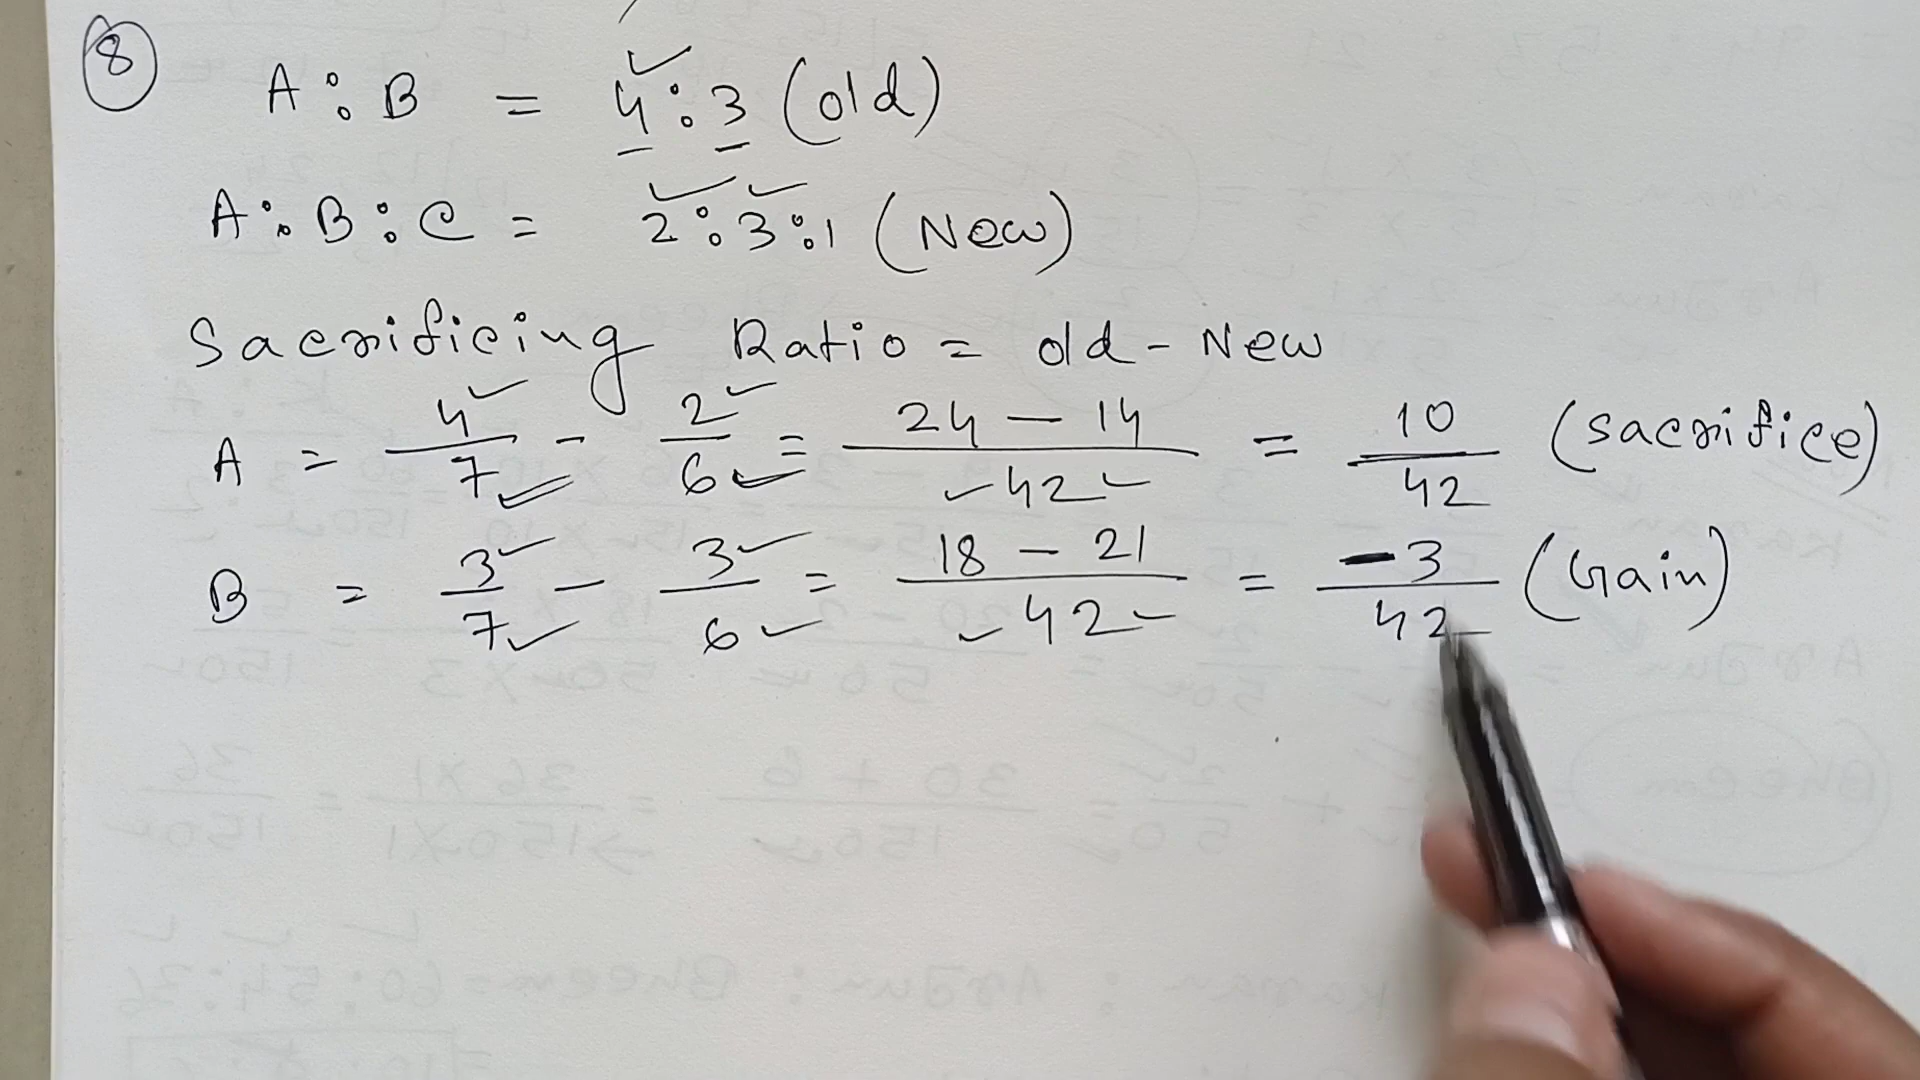 8
A : B = 4 : 3 (old)
A : B : C = 2 : 3 : 1 (New)
Sacrificing Ratio = old - New
A = 4/7 - 2/6 = 24 - 14/42 = 10/42 (Sacrifice)
B = 3/7 - 3/6 = 18 - 21/42 = -3/42 (Gain)